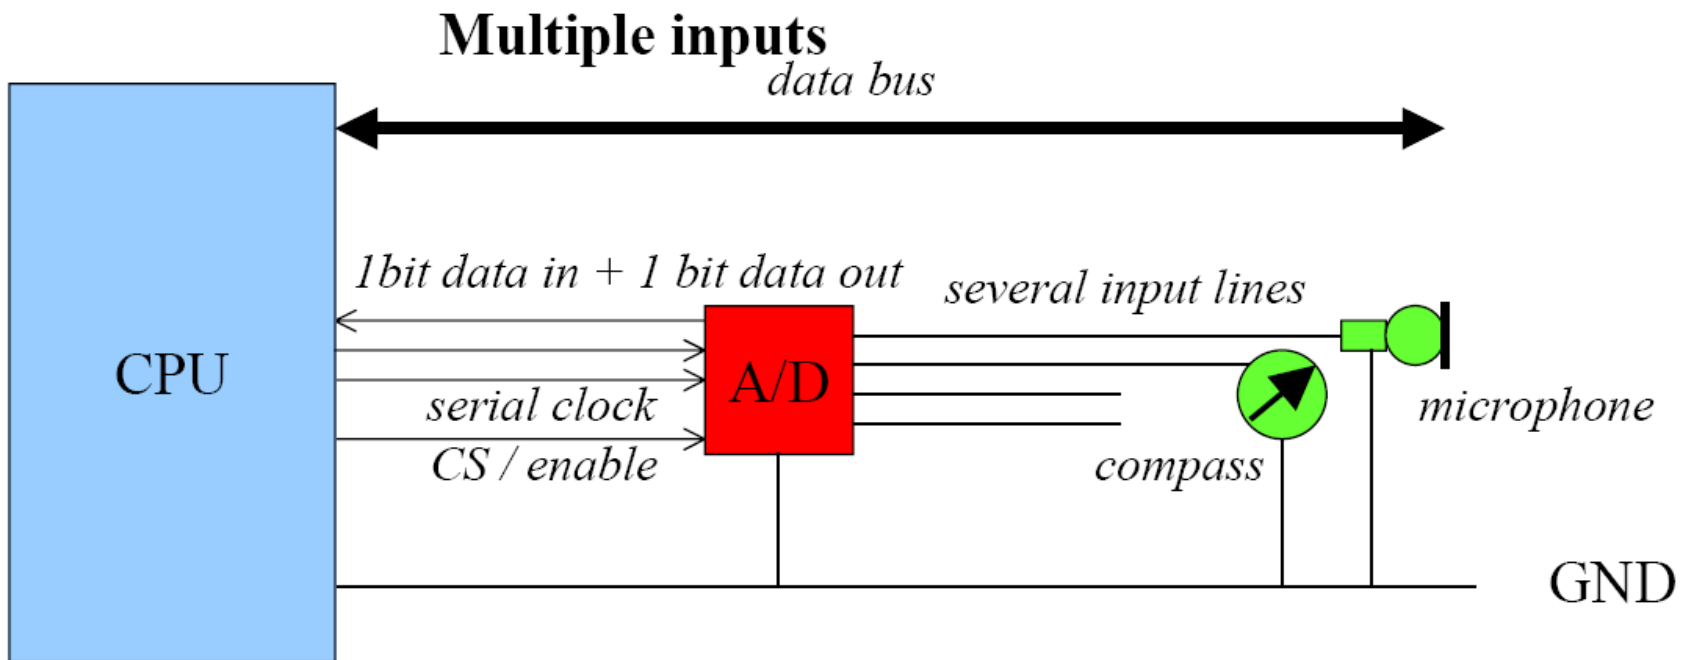 Multiple inputs
data bus
1bit data in + 1 bit data out
several input lines
CPU
A/D
serial clock
microphone
CS / enable
compass
GND